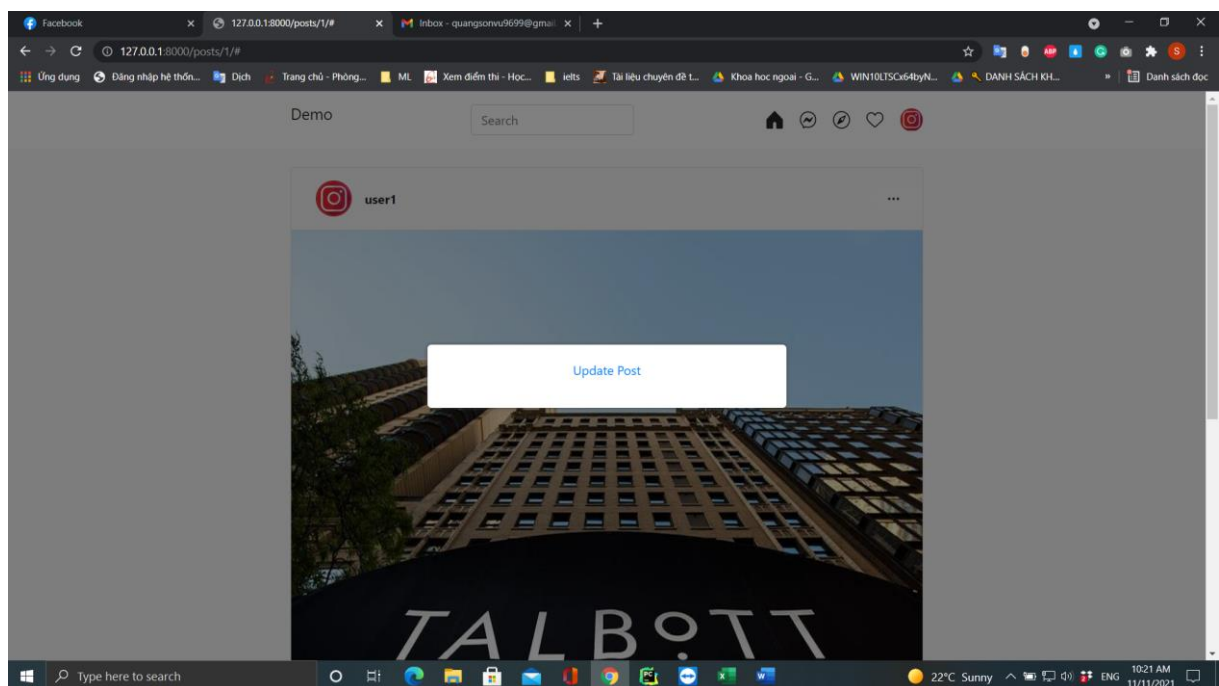 Facebook
127.0.0.1:8000/posts/1/#
Inbox - quangsonvu9699@gmail.
127.0.0.1:8000/posts/1/#
ABP
S
Ứng dụng
Đăng nhập hệ thốn...
Dịch
Trang chủ - Phòng...
ML
Xem điểm thi - Học...
ielts
Tài liệu chuyên đề t...
Khoa hoc ngoai - G...
WIN10LTSCx64byN...
DANH SÁCH KH...
»
Danh sách đọc
Demo
Search
user1
...
Update Post
TALBOTT
Type here to search
22°C Sunny
ENG
10:21 AM
11/11/2021